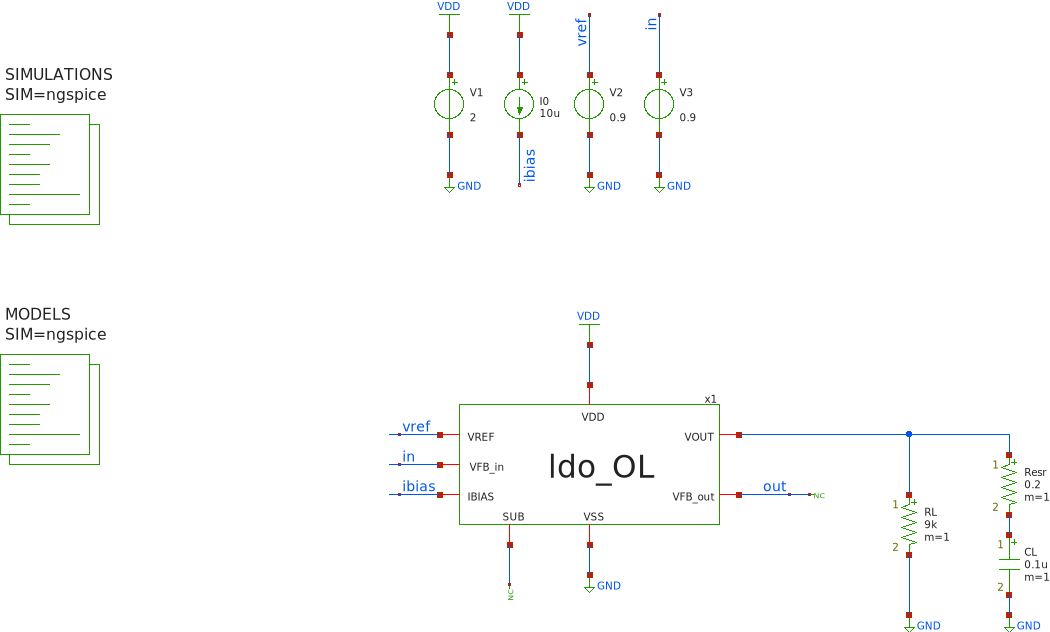 VDD
VDD
vref
in
SIMULATIONS
SIM=ngspice
+
+
+
+
V1
2
I0
10u
V2
0.9
V3
0.9
ibias
GND
GND
GND
MODELS
SIM=ngspice
VDD
x1
VDD
vref
VREF
VOUT
in
VFB_in
ldo_OL
ibias
IBIAS
VFB_out
out
NC
SUB
VSS
NC
GND
1
+
RL
9k
m=1
2
GND
1
+
Resr
0.2
m=1
2
1
+
CL
0.1u
m=1
2
GND